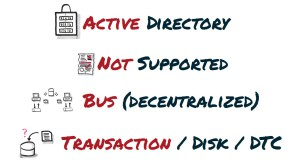 Active Directory
Not Supported
Bus (decentralized)
?
Transaction / Disk / DTC